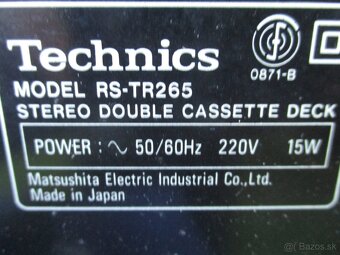 Technics
0871-B
MODEL RS-TR265
STEREO DOUBLE CASSETTE DECK
POWER : ~ 50/60Hz 220V 15W
Matsushita Electric Industrial Co.,Ltd.
Made in Japan
Bazar.sk